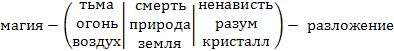 тьма | смерть | ненависть
магия – ( огонь | природа | разум ) – разложение
воздух | земля | кристалл